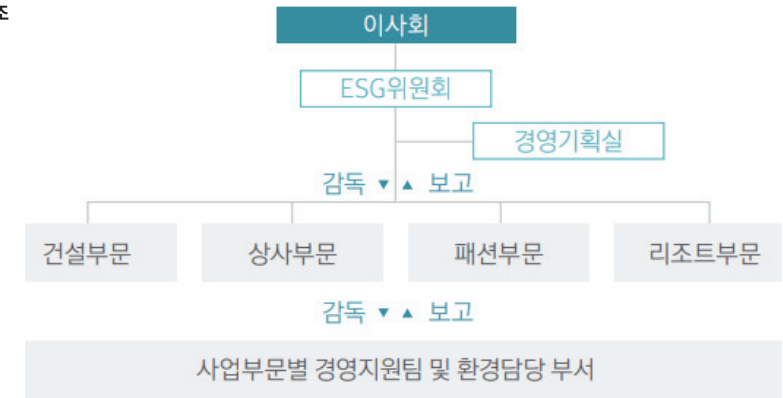 조
이사회
ESG위원회
경영기획실
감독 ▼ ▲ 보고
건설부문 상사부문 패션부문 리조트부문
감독 ▼ ▲ 보고
사업부문별 경영지원팀 및 환경담당 부서